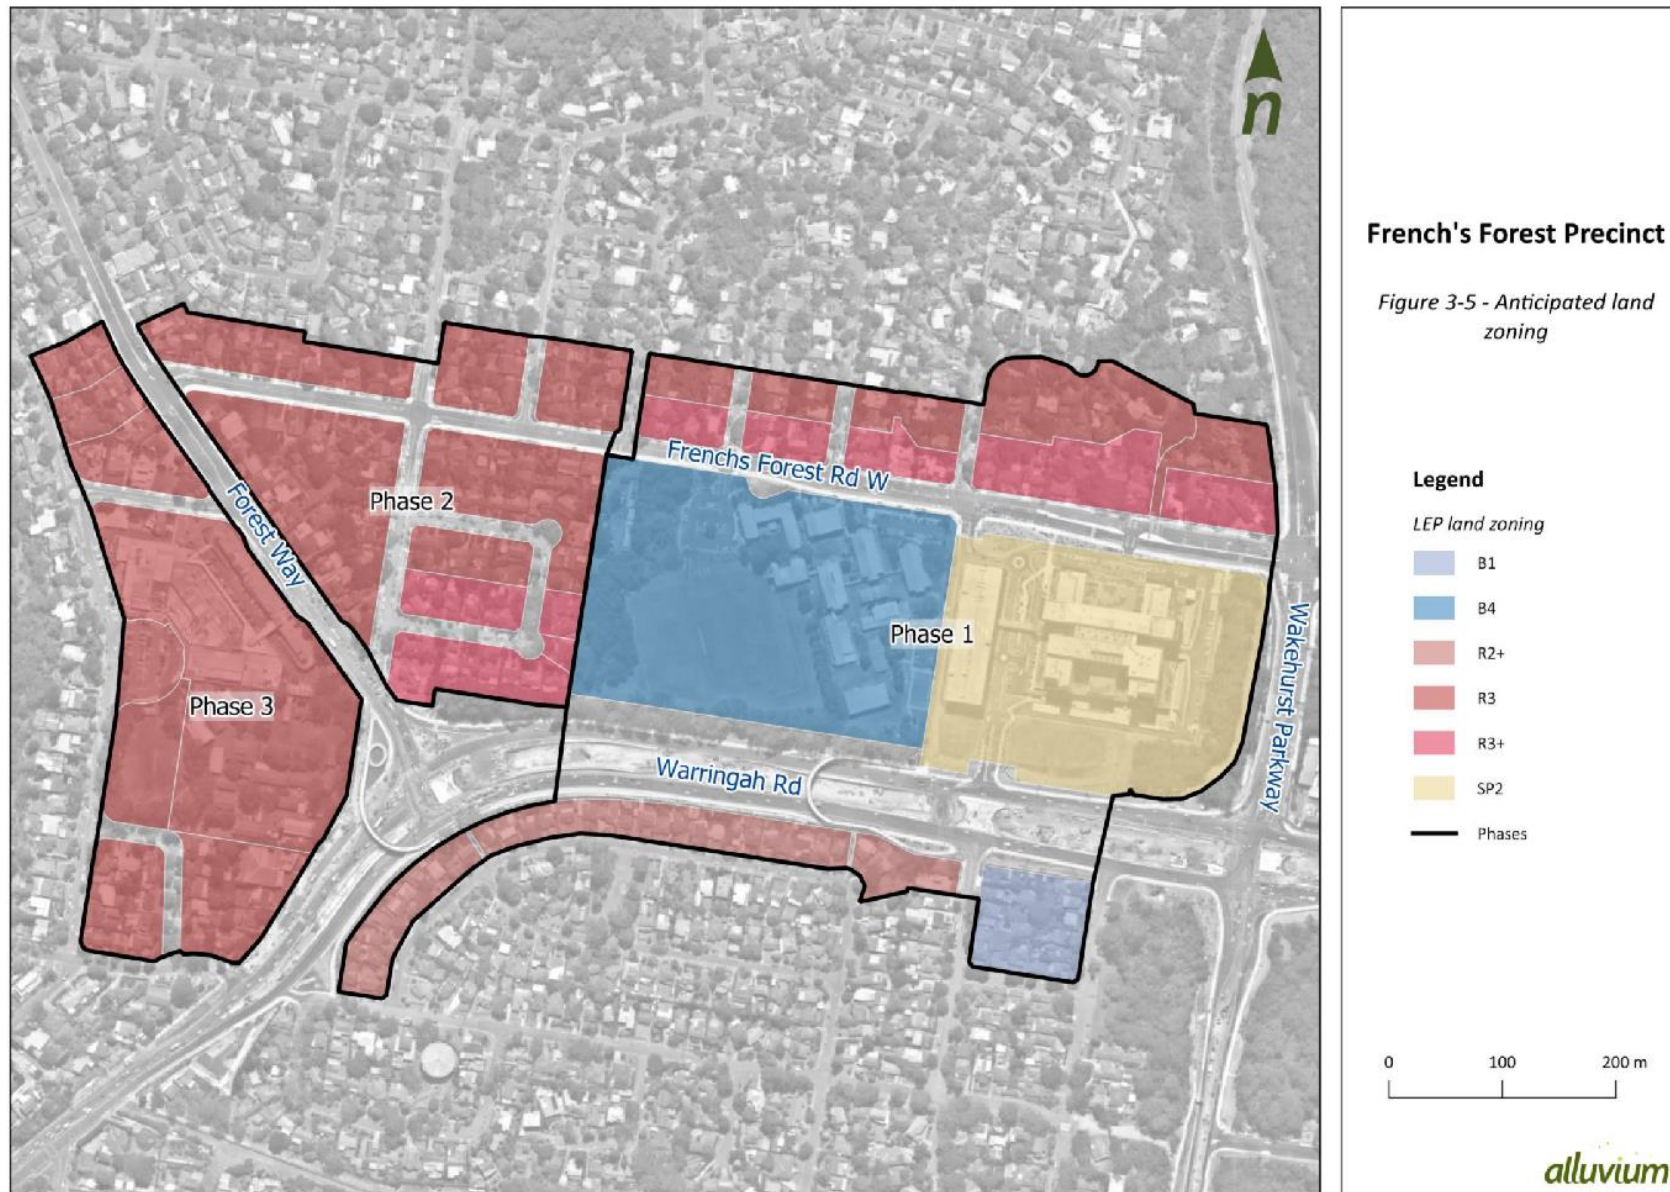 n
Frenchs Forest Rd W
Phase 2
Forest Way
Phase 1
Wakehurst Parkway
Phase 3
Warringah Rd
French's Forest Precinct
Figure 3-5 - Anticipated land
zoning
Legend
LEP land zoning
B1
B4
R2+
R3
R3+
SP2
Phases
0 100 200 m
alluvium